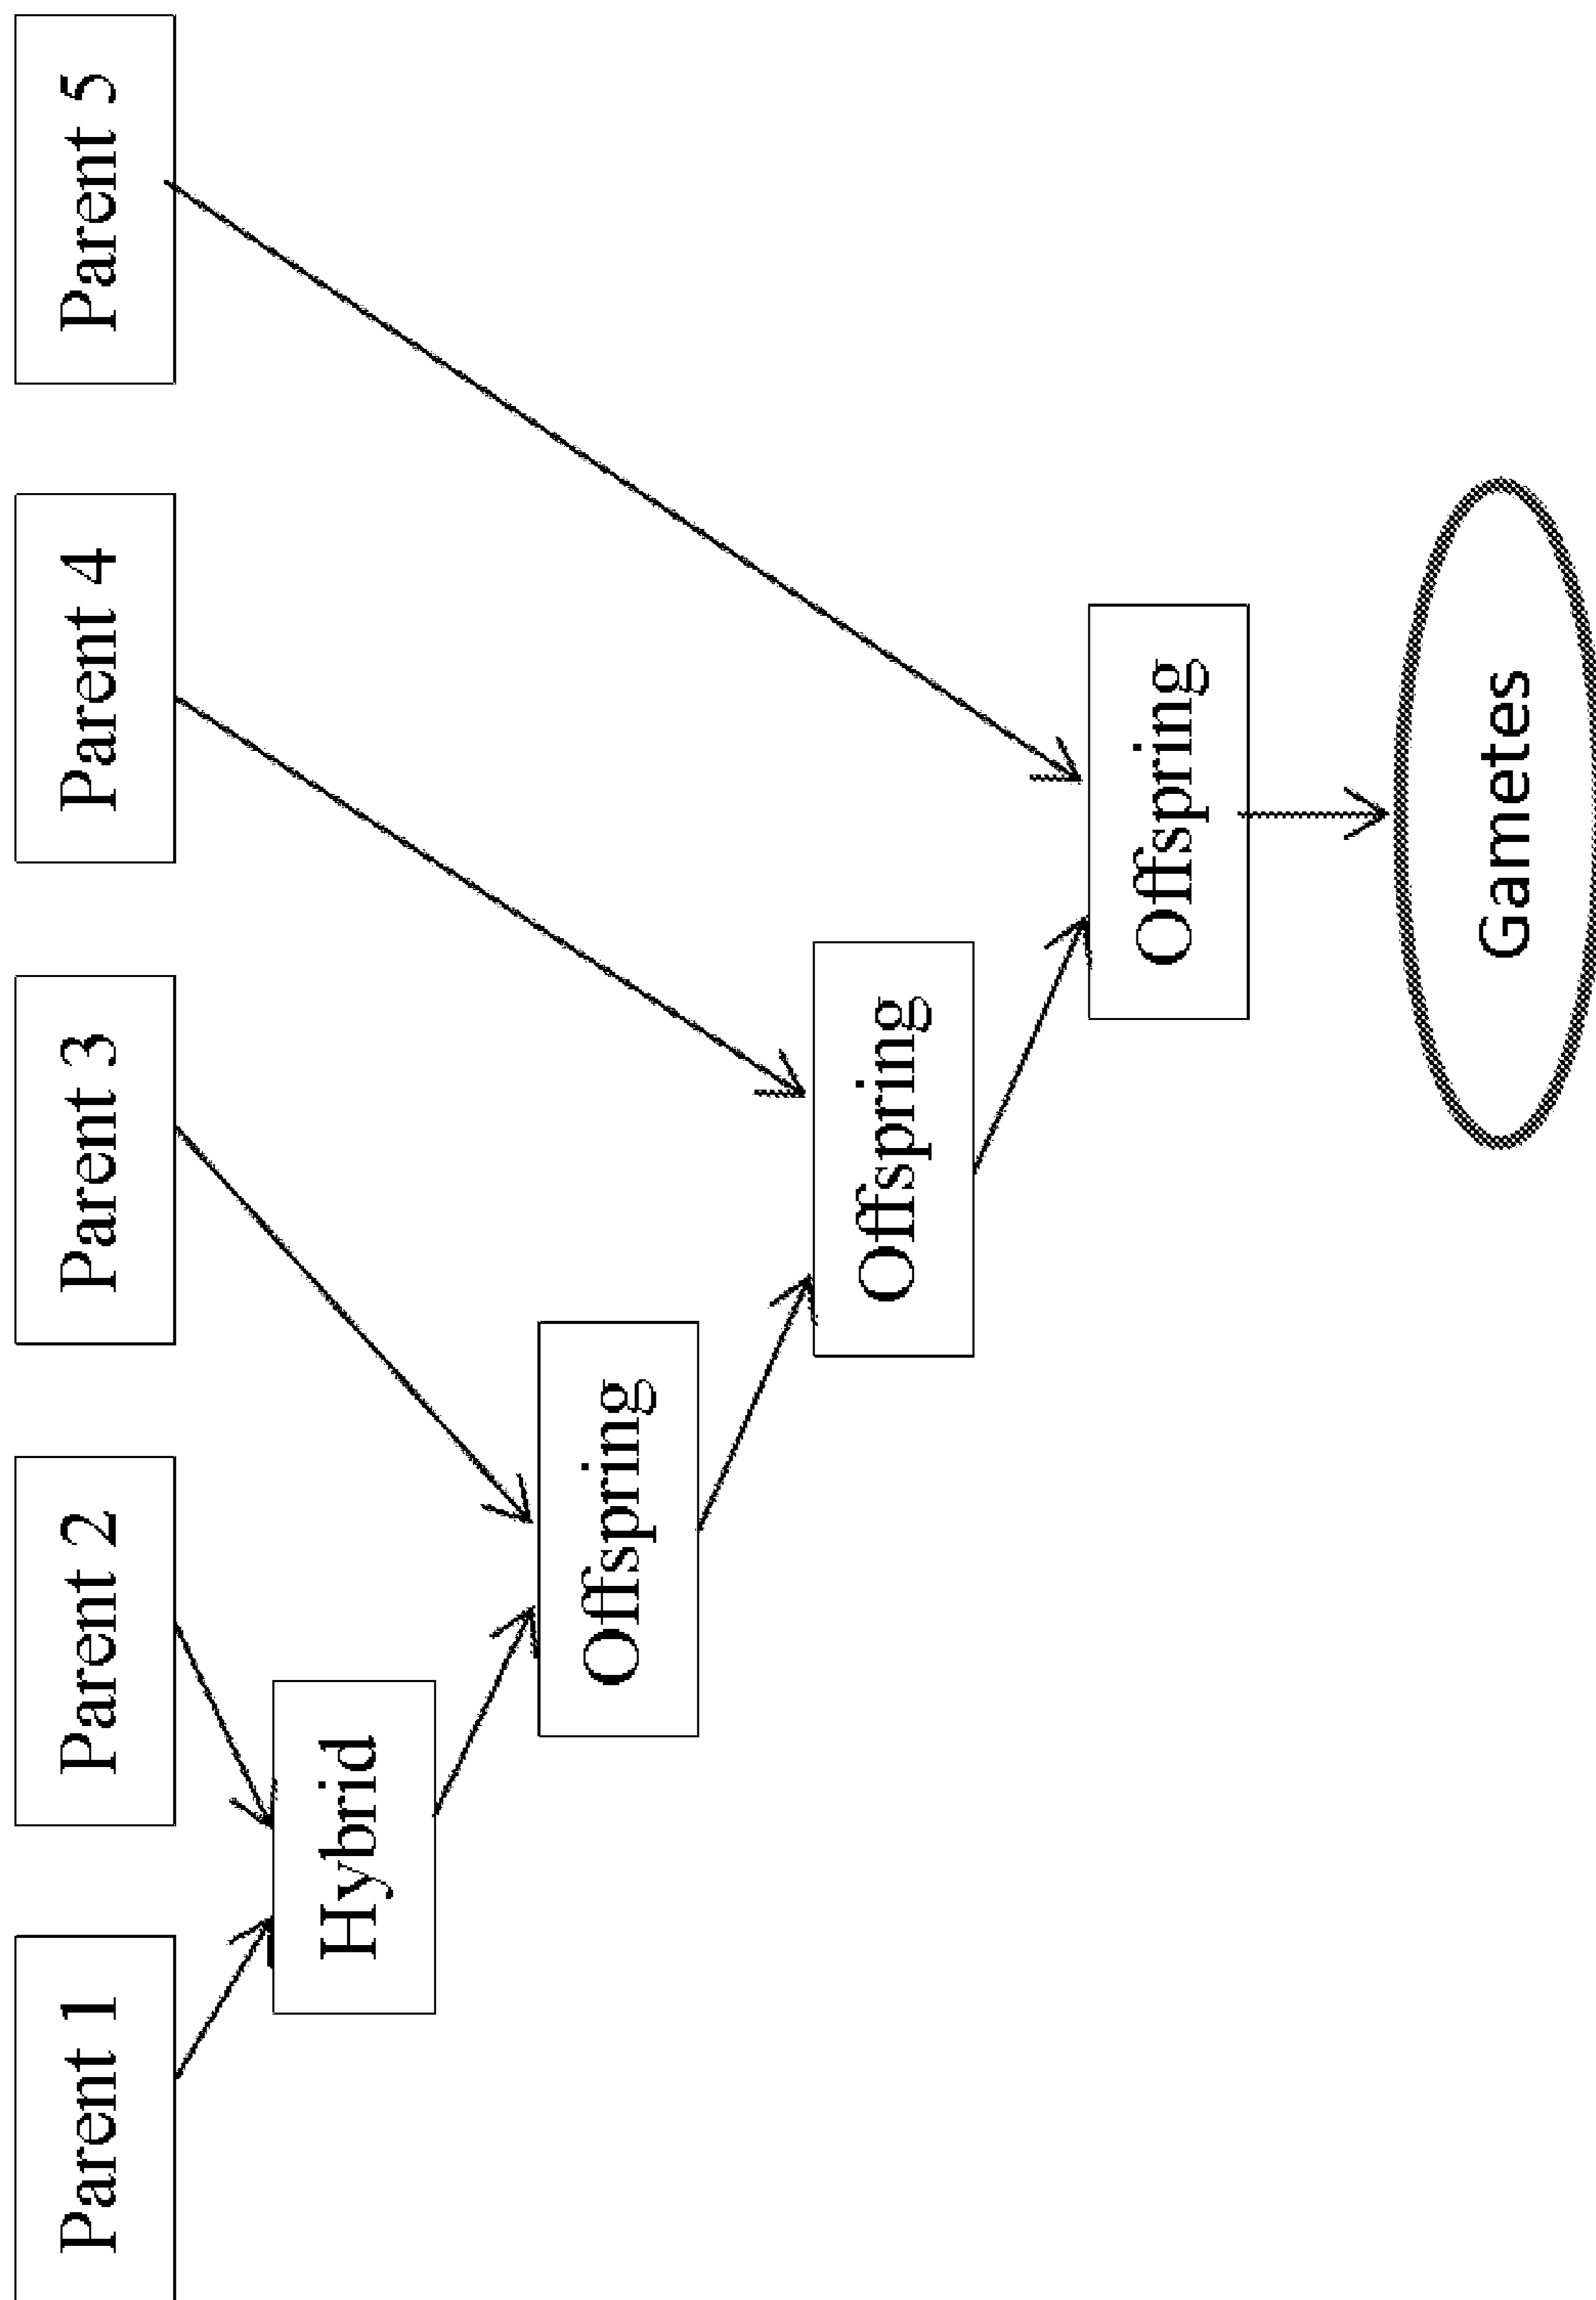 Parent 1
Parent 2
Parent 3
Parent 4
Parent 5
Hybrid
Offspring
Offspring
Offspring
Gametes